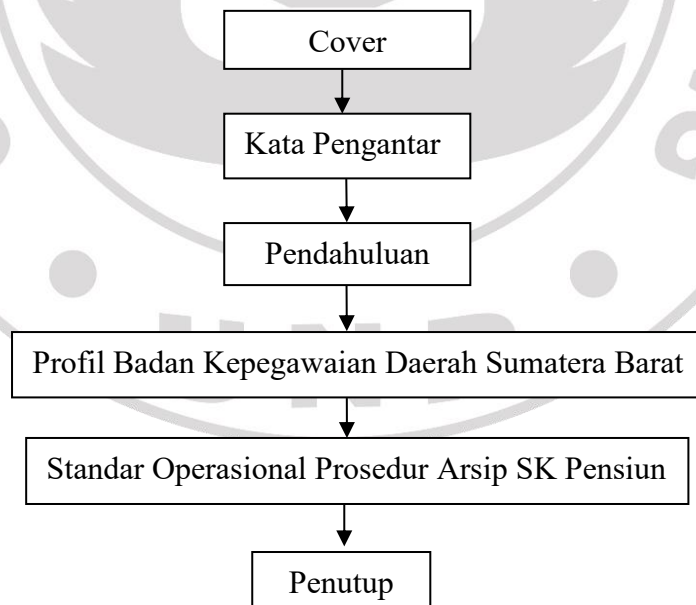 Cover
Kata Pengantar
Pendahuluan
Profil Badan Kepegawaian Daerah Sumatera Barat
Standar Operasional Prosedur Arsip SK Pensiun
Penutup